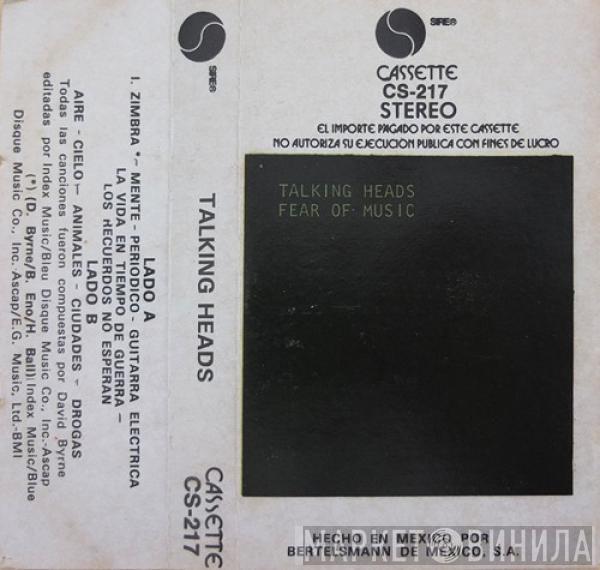 SIRE®
LADO A
I. ZIMBRA * – MENTE - PERIODICO - GUITARRA ELECTRICA
LA VIDA EN TIEMPO DE GUERRA –
LOS RECUERDOS NO ESPERAN
LADO B
AIRE - CIELO – ANIMALES - CIUDADES - DROGAS
Todas las canciones fueron compuestas por David Byrne
editadas por Index Music/Bleu Disque Music Co., Inc.-Ascap
(*) (D. Byrne/B. Eno/H. Ball) Index Music/Blue
Disque Music Co., Inc.-Ascap/E.G. Music, Ltd.-BMI
SIRE®
TALKING HEADS
CASSETTE
CS-217
SIRE®
CASSETTE
CS-217
STEREO
EL IMPORTE PAGADO POR ESTE CASSETTE
NO AUTORIZA SU EJECUCION PUBLICA CON FINES DE LUCRO
TALKING HEADS
FEAR OF MUSIC
HECHO EN MEXICO POR
BERTELSMANN DE MEXICO, S.A.
МАРКЕТ ВИНИЛА